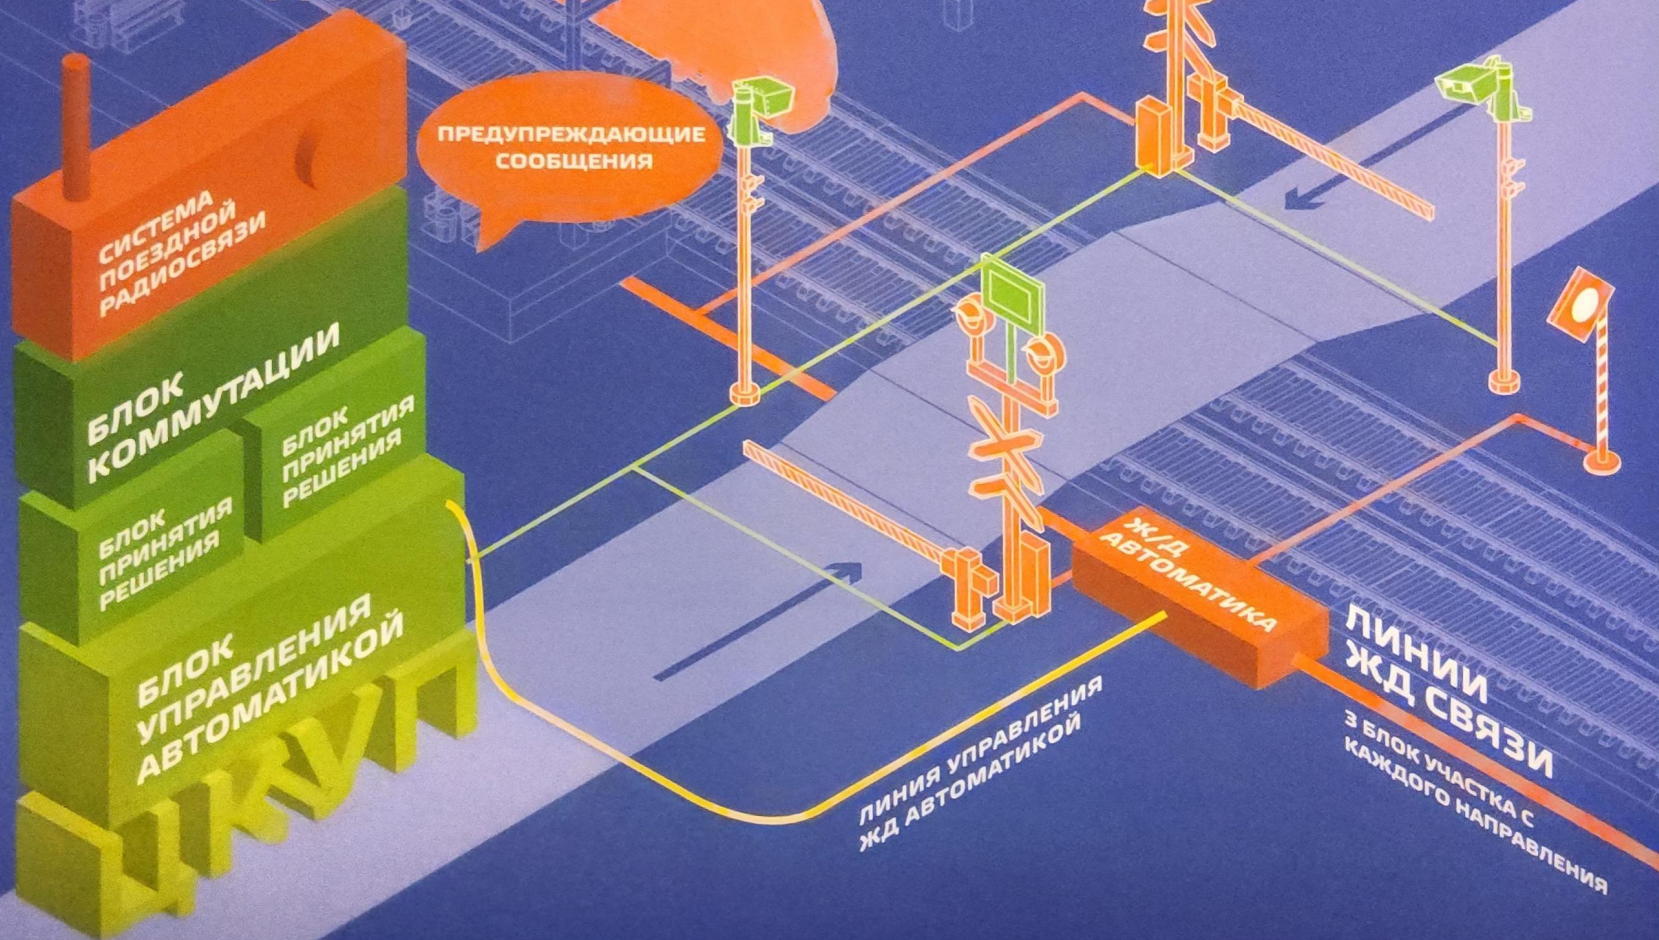 ПРЕДУПРЕЖДАЮЩИЕ
СООБЩЕНИЯ
СИСТЕМА
ПОЕЗДНОЙ
РАДИОСВЯЗИ
БЛОК
КОММУТАЦИИ
БЛОК
ПРИНЯТИЯ
РЕШЕНИЯ
БЛОК
ПРИНЯТИ
РЕШЕНИЯ
БЛОК
УПРАВЛЕНИЯ
АВТОМАТИКОЙ
ЦКУП
Ж/Д
АВТОМАТИКА
ЛИНИЯ УПРАВЛЕНИЯ
ЖД АВТОМАТИКОЙ
ЛИНИИ
ЖД СВЯЗИ
3 БЛОК УЧАСТКА С
КАЖДОГО НАПРАВЛЕНИЯ